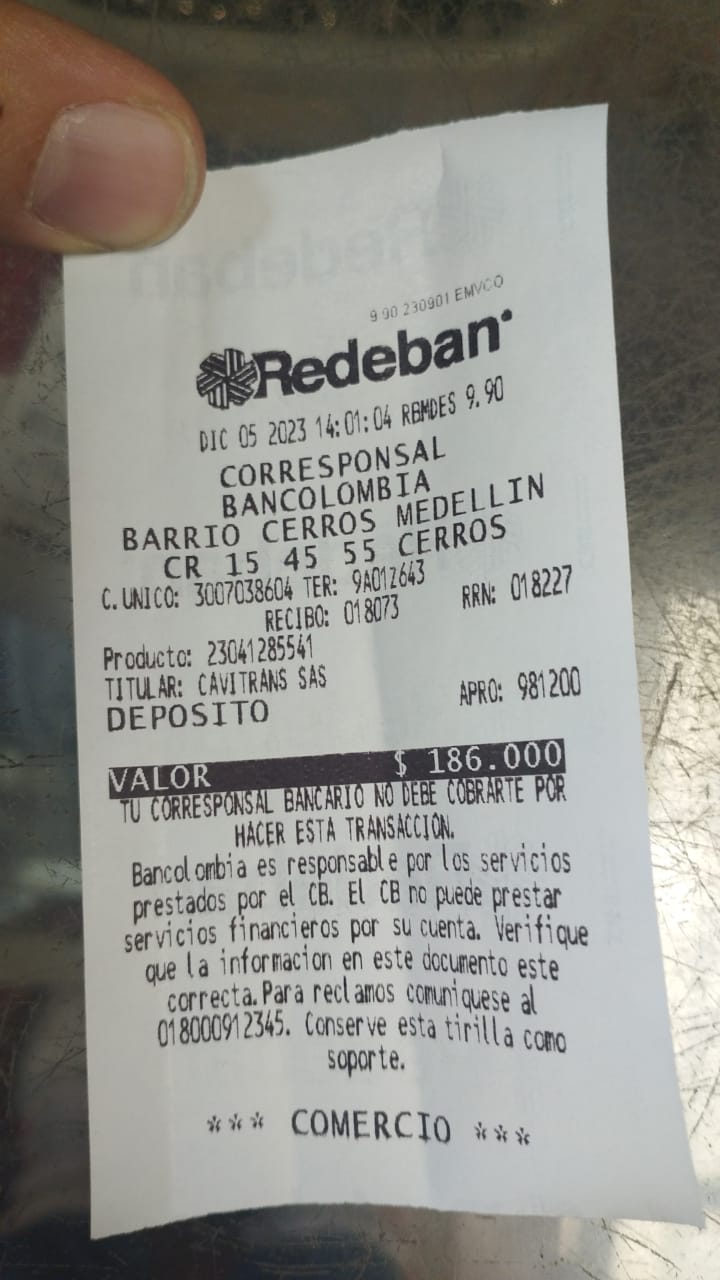 9 90 230901 EMVCO
Redeban
DIC 05 2023 14:01:04 RBMDES 9.90
CORRESPONSAL
BANCOLOMBIA
BARRIO CERROS MEDELLIN
CR 15 45 55 CERROS
C.UNICO: 3007038604 TER: 9A012643
RECIBO: 018073 RRN: 018227
Producto: 23041285541
TITULAR: CAVITRANS SAS
DEPOSITO APRO: 981200
VALOR $ 186.000
TU CORRESPONSAL BANCARIO NO DEBE COBRARTE POR
HACER ESTA TRANSACCIÓN.
Bancolombia es responsable por los servicios
prestados por el CB. El CB no puede prestar
servicios financieros por su cuenta. Verifique
que la informacion en este documento este
correcta.Para reclamos comuniquese al
018000912345. Conserve esta tirilla como
soporte.
*** COMERCIO ***